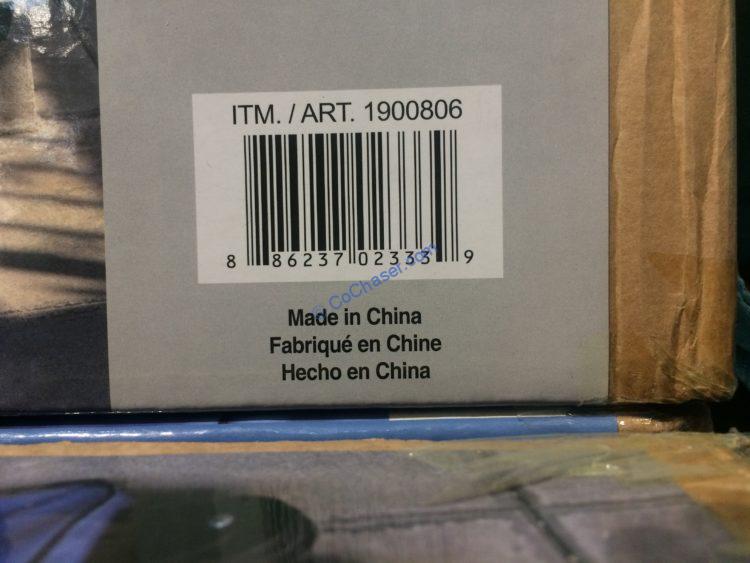 ITM. / ART. 1900806
8 86237 02333 9
© CoChaser.com
Made in China
Fabriqué en Chine
Hecho en China